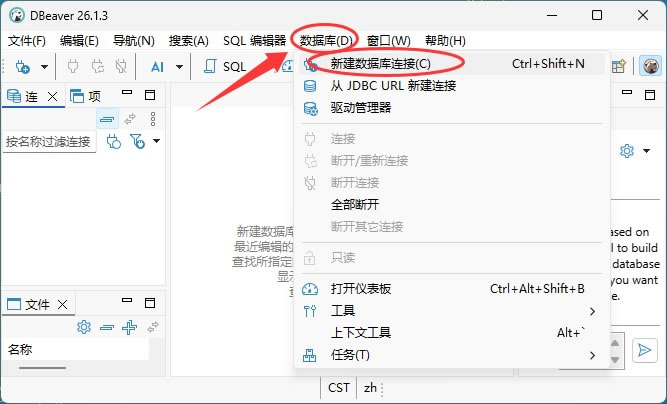 DBeaver 26.1.3
文件(F) 编辑(E) 导航(N) 搜索(A) SQL 编辑器 数据库(D) 窗口(W) 帮助(H)
AI SQL
新建数据库连接(C) Ctrl+Shift+N
从 JDBC URL 新建连接
驱动管理器
连接
断开/重新连接
断开连接
全部断开
断开其它连接
只读
打开仪表板 Ctrl+Alt+Shift+B
工具
上下文工具 Alt+`
任务(T)
连 项
按名称过滤连接
新建数据库
最近编辑的
查找所指定
显
ased on
l to build
database
you want
e.
文件
名称
CST zh